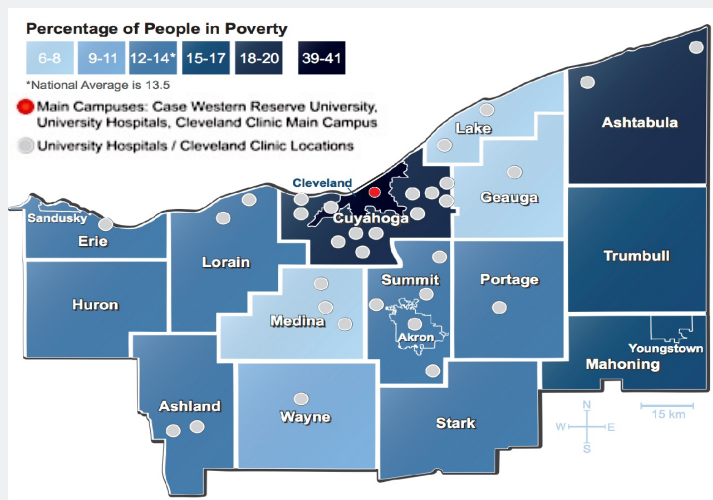 Percentage of People in Poverty
6-8 9-11 12-14* 15-17 18-20 39-41
*National Average is 13.5
Main Campuses: Case Western Reserve University,
University Hospitals, Cleveland Clinic Main Campus
University Hospitals / Cleveland Clinic Locations
Lake
Ashtabula
Cleveland
Geauga
Sandusky
Cuyahoga
Erie
Lorain
Trumbull
Summit
Portage
Huron
Medina
Akron
Youngstown
Mahoning
Ashland
Wayne
Stark
N
W E
S
15 km